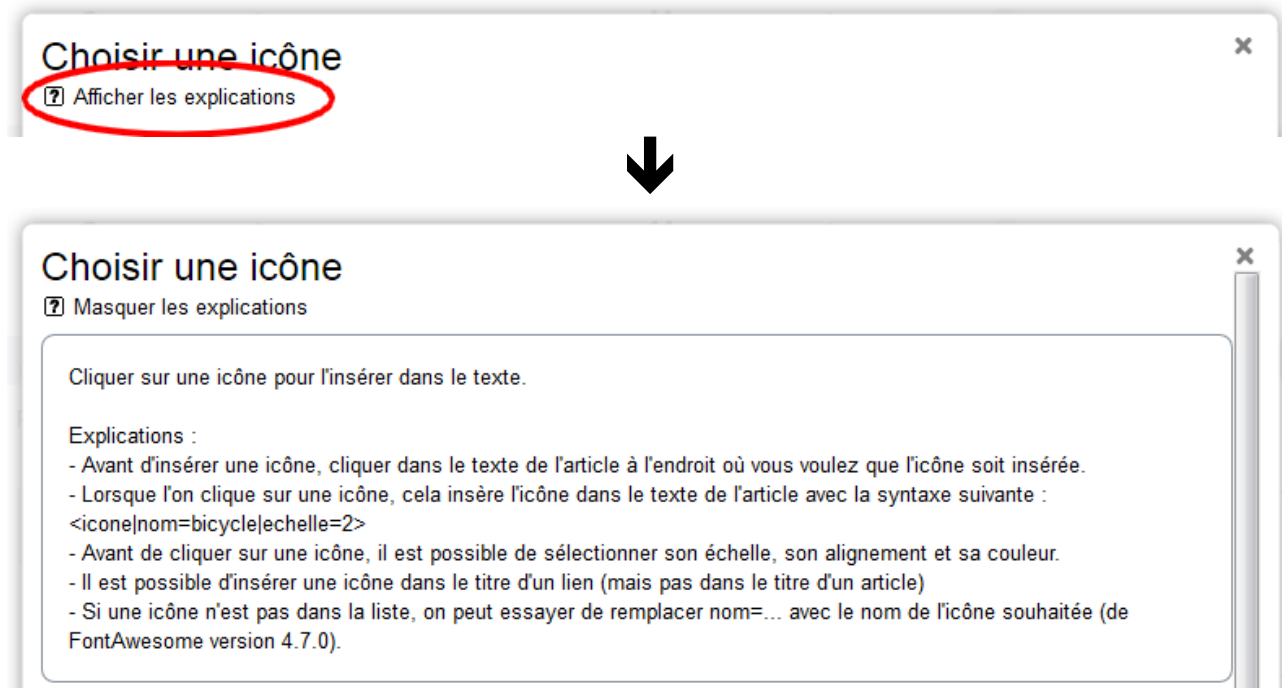 Choisir une icône
Afficher les explications
Choisir une icône
Masquer les explications
Cliquer sur une icône pour l'insérer dans le texte.
Explications :
- Avant d'insérer une icône, cliquer dans le texte de l'article à l'endroit où vous voulez que l'icône soit insérée.
- Lorsque l'on clique sur une icône, cela insère l'icône dans le texte de l'article avec la syntaxe suivante :
<icone|nom=bicycle|echelle=2>
- Avant de cliquer sur une icône, il est possible de sélectionner son échelle, son alignement et sa couleur.
- Il est possible d'insérer une icône dans le titre d'un lien (mais pas dans le titre d'un article)
- Si une icône n'est pas dans la liste, on peut essayer de remplacer nom=... avec le nom de l'icône souhaitée (de
FontAwesome version 4.7.0).